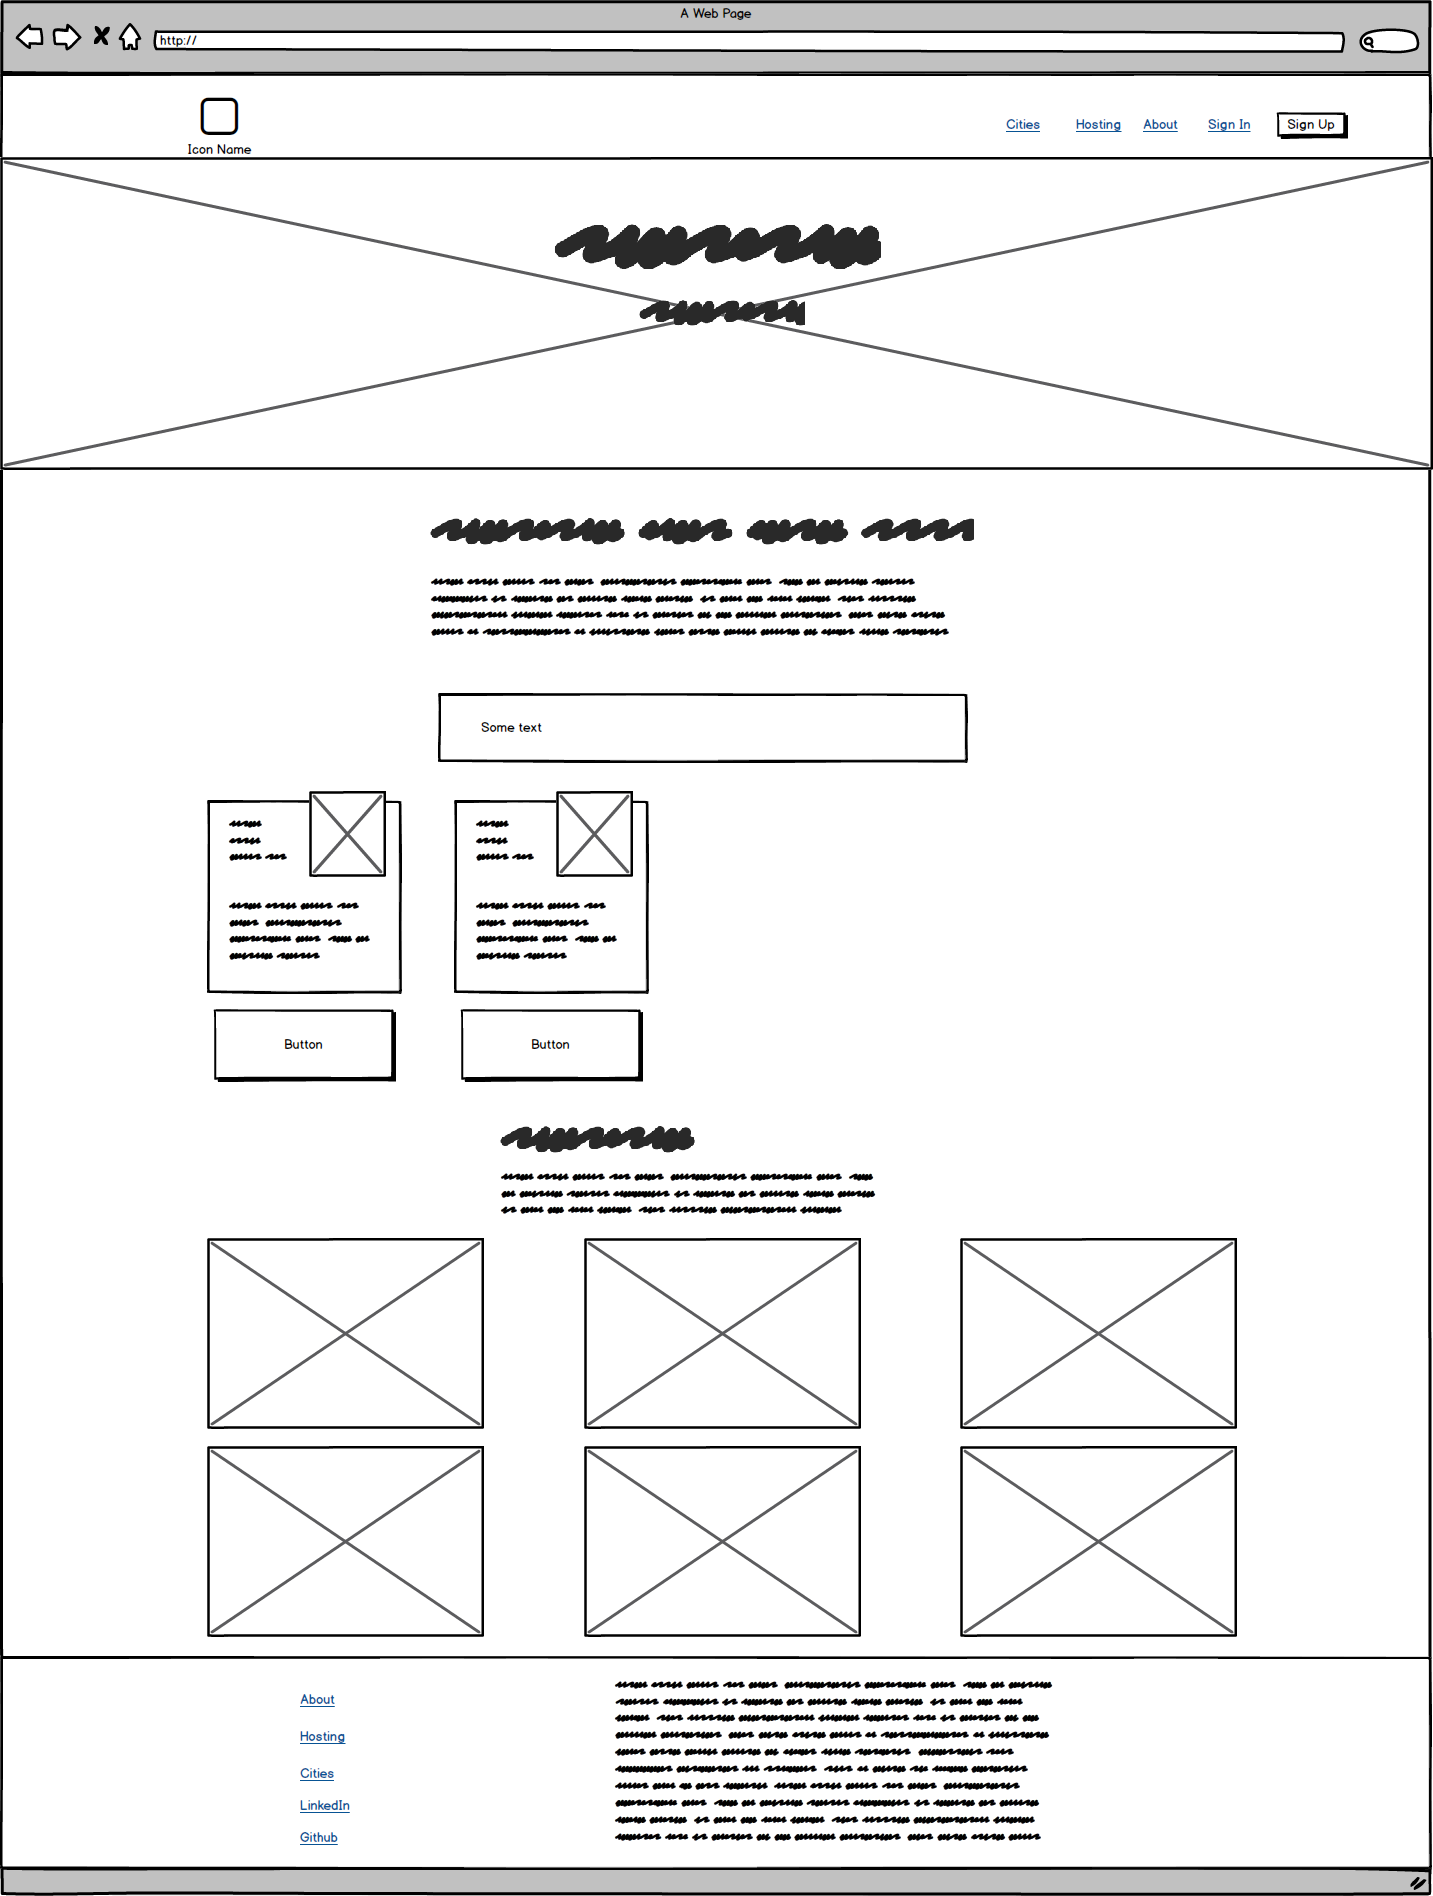 A Web Page
http://
Icon Name
Cities Hosting About Sign In Sign Up
Some text
Button Button
About
Hosting
Cities
LinkedIn
Github